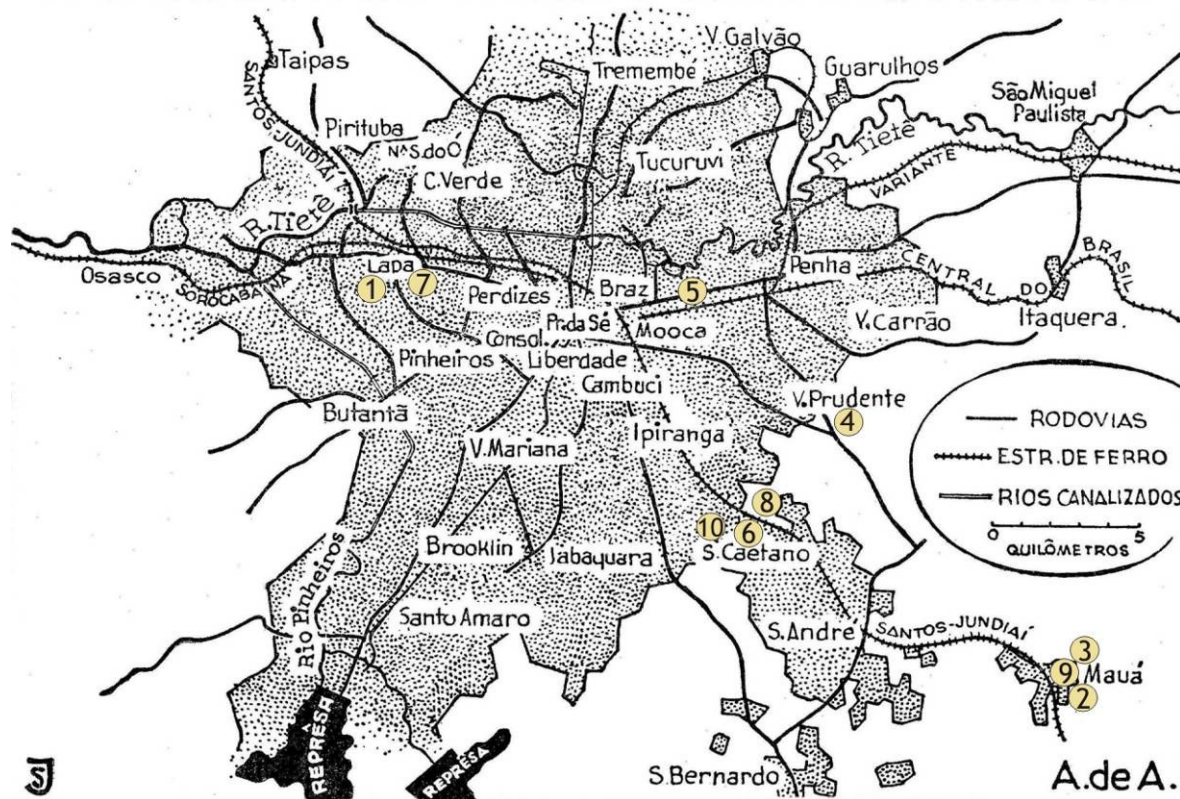 V. Galvão
Taipas
Tremembe
Guarulhos
SANTOS-JUNDIAÍ
São Miguel
Paulista
Pirituba
Nª S. do Ó
R. Tietê
Tucuruvi
C. Verde
VARIANTE
R. Tietê
Osasco
SOROCABANA
Lapa
1
7
Perdizes
Braz
5
Penha
CENTRAL DO BRASIL
Pr. da Sé
Mooca
V. Carrão
Itaquera.
Consol.
Pinheiros
Liberdade
Cambuci
Butantã
V. Prudente
4
RODOVIAS
V. Mariana
Ipiranga
ESTR. DE FERRO
8
RIOS CANALIZADOS
10
6
0 5
QUILÔMETROS
Brooklin
Jabaquara
S. Caetano
Rio Pinheiros
Santo Amaro
S. Andre
SANTOS-JUNDIAÍ
3
9
Mauá
2
REPRÊSA
REPRÊSA
S. Bernardo
A. de A.